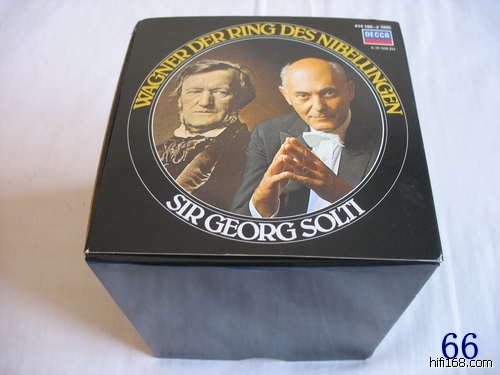 WAGNER DER RING DES NIBELUNGEN
SIR GEORG SOLTI
DECCA
66
hifi168.com